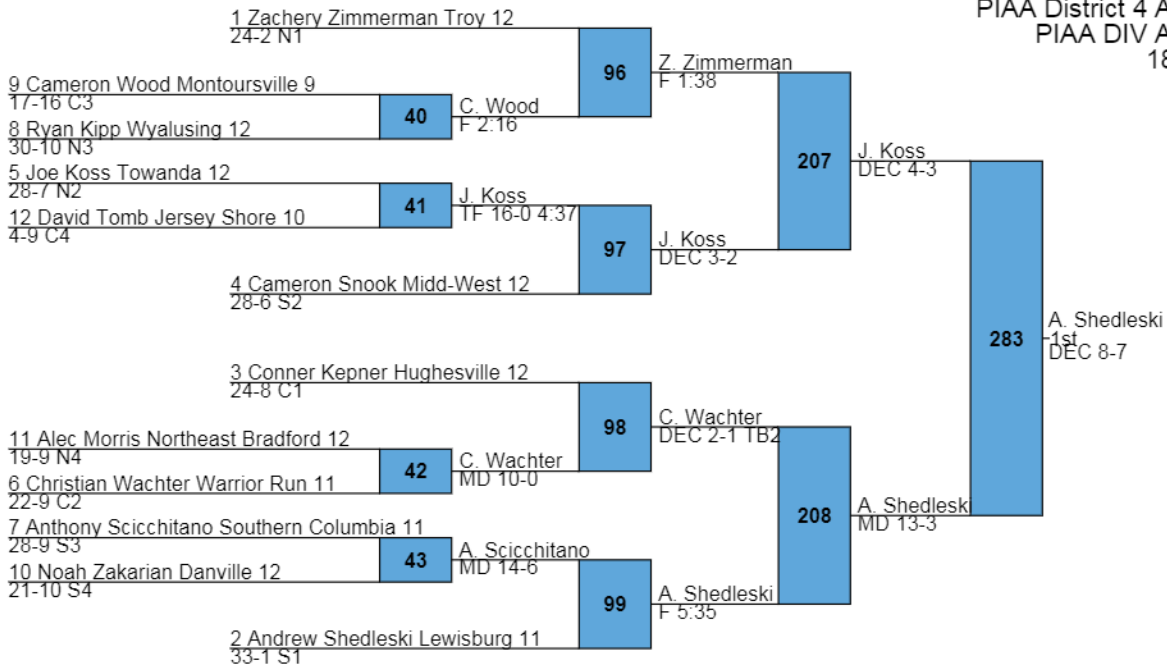 PIAA District 4 A
PIAA DIV A
18
1 Zachery Zimmerman Troy 12
24-2 N1
96
Z. Zimmerman
F 1:38
9 Cameron Wood Montoursville 9
17-16 C3
40
C. Wood
F 2:16
8 Ryan Kipp Wyalusing 12
30-10 N3
207
J. Koss
DEC 4-3
5 Joe Koss Towanda 12
28-7 N2
41
J. Koss
TF 16-0 4:37
12 David Tomb Jersey Shore 10
4-9 C4
97
J. Koss
DEC 3-2
4 Cameron Snook Midd-West 12
28-6 S2
283
A. Shedleski
1st
DEC 8-7
3 Conner Kepner Hughesville 12
24-8 C1
98
C. Wachter
DEC 2-1 TB2
11 Alec Morris Northeast Bradford 12
19-9 N4
42
C. Wachter
MD 10-0
6 Christian Wachter Warrior Run 11
22-9 C2
208
A. Shedleski
MD 13-3
7 Anthony Scicchitano Southern Columbia 11
28-9 S3
43
A. Scicchitano
MD 14-6
10 Noah Zakarian Danville 12
21-10 S4
99
A. Shedleski
F 5:35
2 Andrew Shedleski Lewisburg 11
33-1 S1